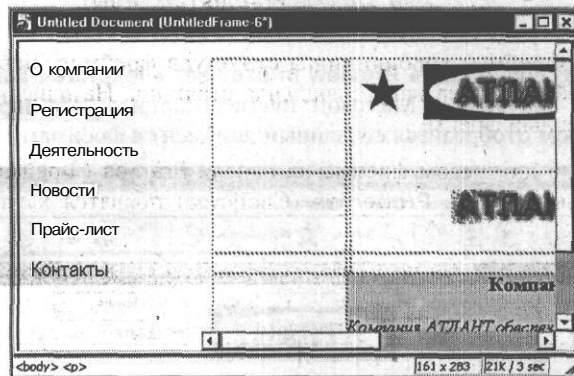 Untitled Document (UntitledFrame-6*)
О компании
Регистрация
Деятельность
Новости
Прайс-лист
Контакты
АТЛАН
АТЛАН
Компан
Компания АТЛАНТ обеспеч
<body> <p>
161 x 283
21K / 3 sec